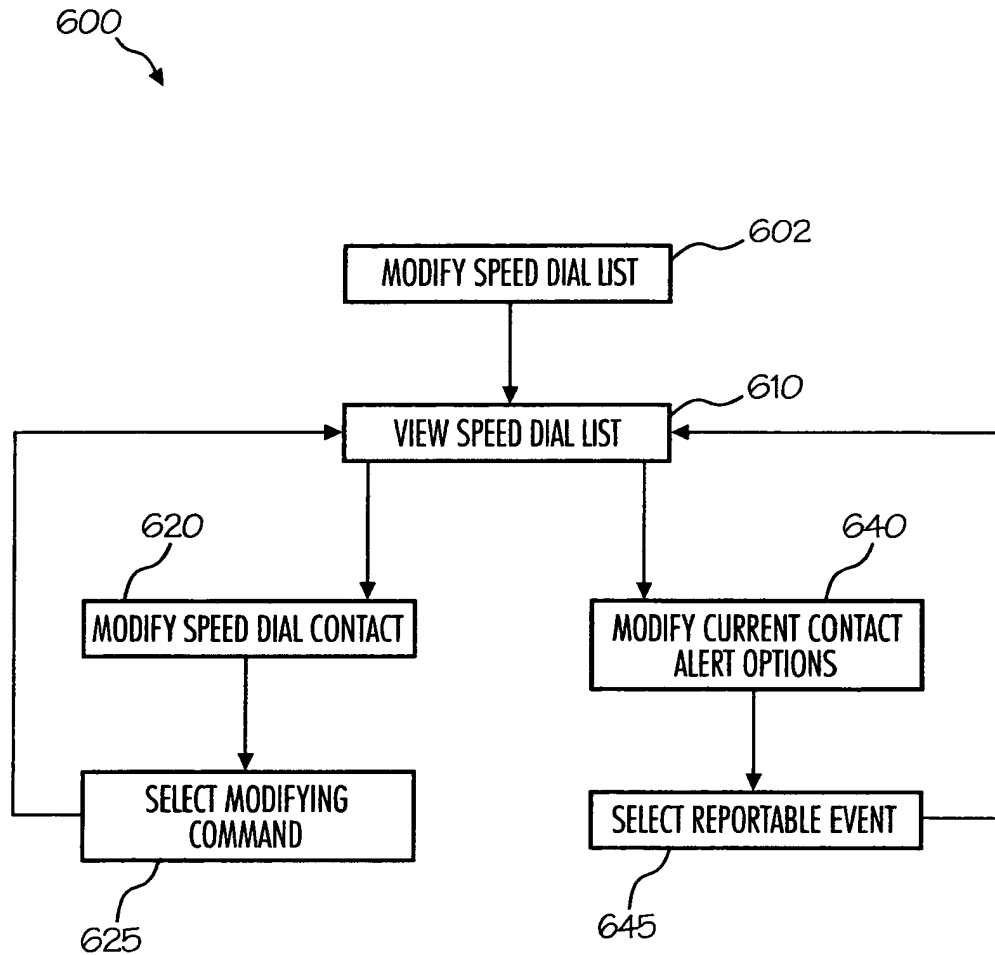 600
602
MODIFY SPEED DIAL LIST
610
VIEW SPEED DIAL LIST
620
640
MODIFY SPEED DIAL CONTACT
MODIFY CURRENT CONTACT
ALERT OPTIONS
SELECT MODIFYING
COMMAND
SELECT REPORTABLE EVENT
625
645